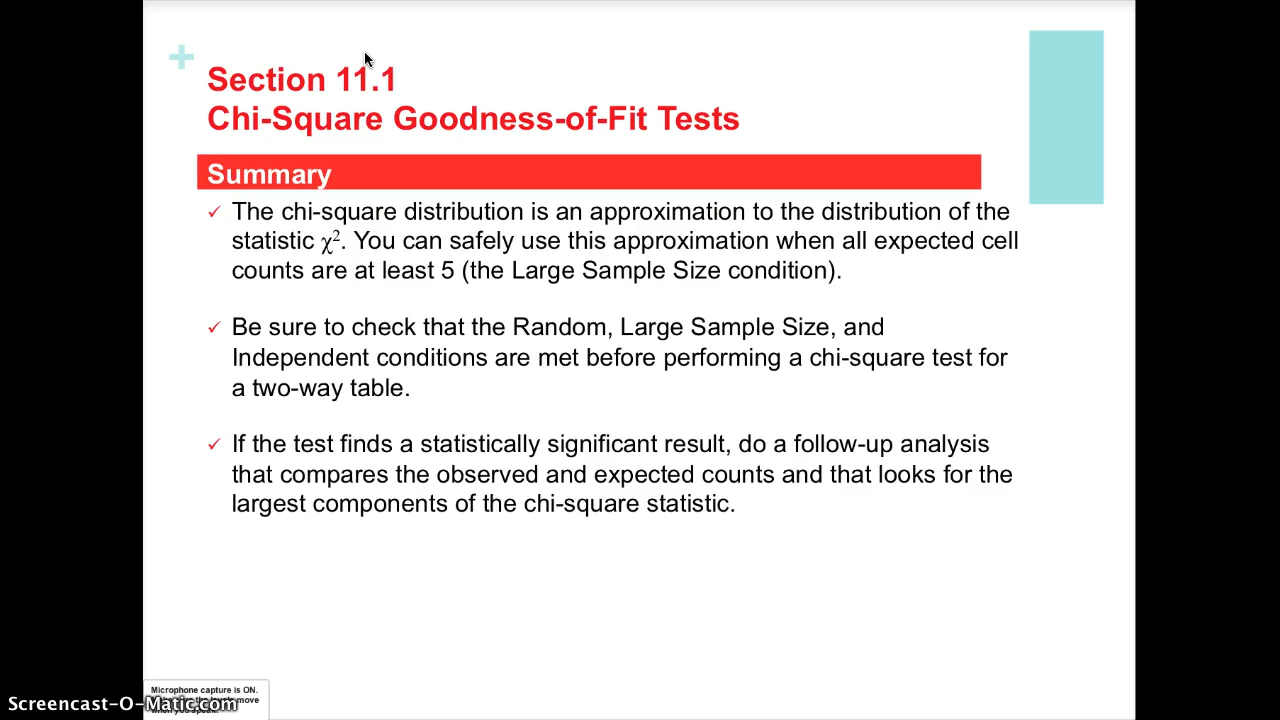 Section 11.1
Chi-Square Goodness-of-Fit Tests
Summary
The chi-square distribution is an approximation to the distribution of the
statistic χ². You can safely use this approximation when all expected cell
counts are at least 5 (the Large Sample Size condition).
Be sure to check that the Random, Large Sample Size, and
Independent conditions are met before performing a chi-square test for
a two-way table.
If the test finds a statistically significant result, do a follow-up analysis
that compares the observed and expected counts and that looks for the
largest components of the chi-square statistic.
Microphone capture is ON.
move
Screencast-O-Matic.com